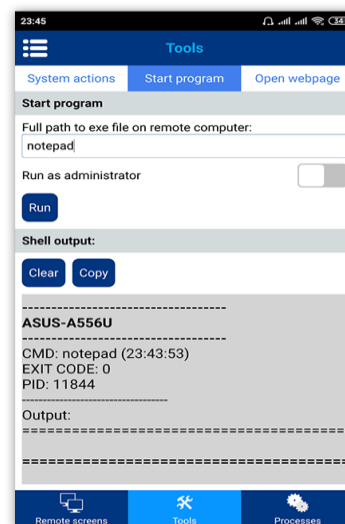 23:45
34
Tools
System actions
Start program
Open webpage
Start program
Full path to exe file on remote computer:
notepad
Run as administrator
Run
Shell output:
Clear
Copy
---------------------------------
ASUS-A556U
---------------------------------
CMD: notepad (23:43:53)
EXIT CODE: 0
PID: 11844
---------------------------------
Output:
========================================
========================================
Remote screens
Tools
Processes